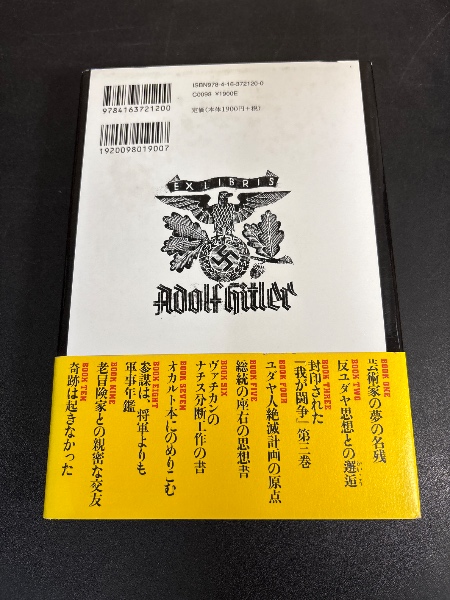 ISBN978-4-16-372120-0
C0098 ¥1900E
定価(本体1900円+税)
9784163721200
1920098019007
EX LIBRIS
Adolf Hitler
BOOK ONE
芸術家の夢の名残
BOOK TWO
反ユダヤ思想との邂逅
かいこう
BOOK THREE
封印された
『我が闘争』第三巻
BOOK FOUR
ユダヤ人絶滅計画の原点
BOOK FIVE
総統の座右の思想書
BOOK SIX
ヴァチカンの
ナチス分断工作の書
BOOK SEVEN
オカルト本にのめりこむ
BOOK EIGHT
参謀は、将軍よりも
軍事年鑑
BOOK NINE
老冒険家との親密な交友
BOOK TEN
奇跡は起きなかった